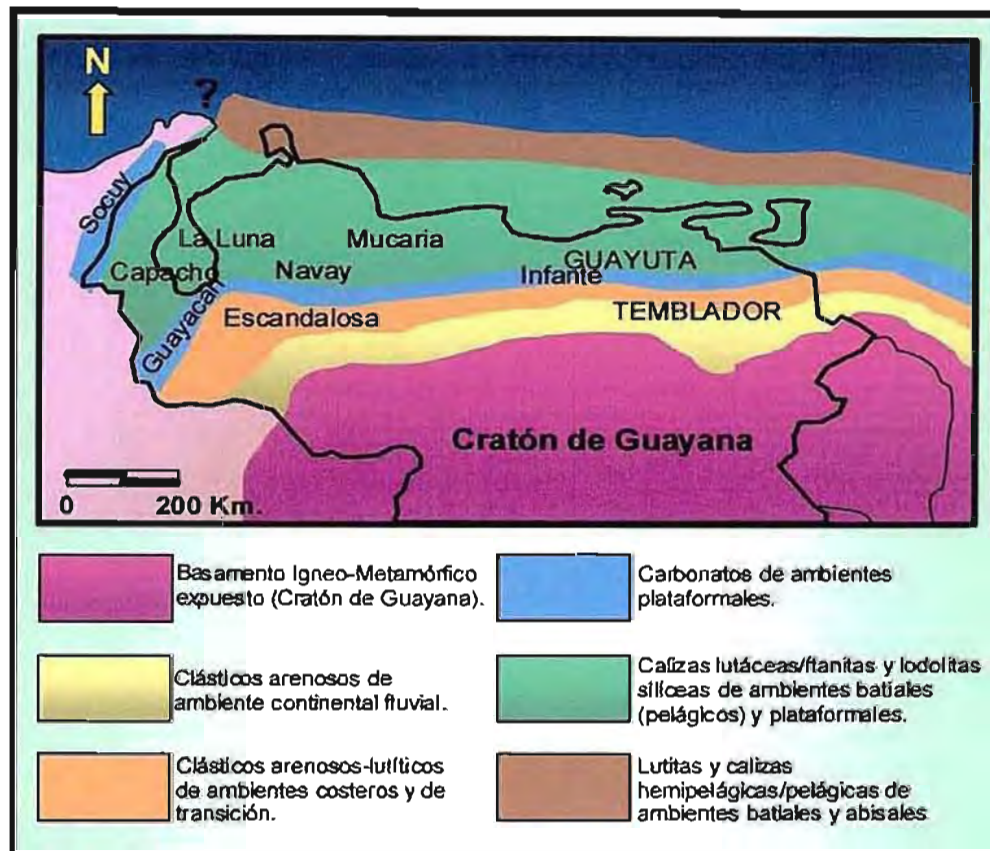 N
?
Socuy
La Luna
Mucaria
Capacho
Navay
GUAYUTA
Infante
Guayacán
Escandalosa
TEMBLADOR
Cratón de Guayana
0 200 Km.
Basamento Igneo-Metamórfico
expuesto (Cratón de Guayana).
Clásticos arenosos de
ambiente continental fluvial.
Clásticos arenosos-lutíticos
de ambientes costeros y de
transición.
Carbonatos de ambientes
plataformales.
Calizas lutáceas/ftanitas y lodolitas
silíceas de ambientes batiales
(pelágicos) y plataformales.
Lutitas y calizas
hemipelágicas/pelágicas de
ambientes batiales y abisales